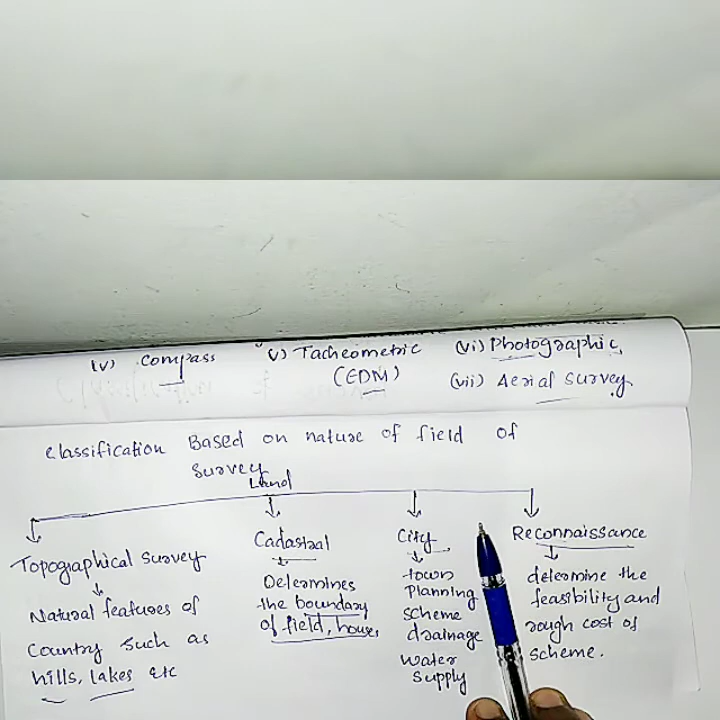 (v) Compass (v) Tacheometric (vi) Photographic
(EDM) (vii) Aerial Survey
classification Based on nature of field of
Survey
Land
Topographical survey
Natural features of
Country such as
hills, lakes etc
Cadastral
Determines
the boundary
of field, house,
City
town
Planning
Scheme
drainage
Water
Supply
Reconnaissance
deteomine the
feasibility and
rough cost of
scheme.